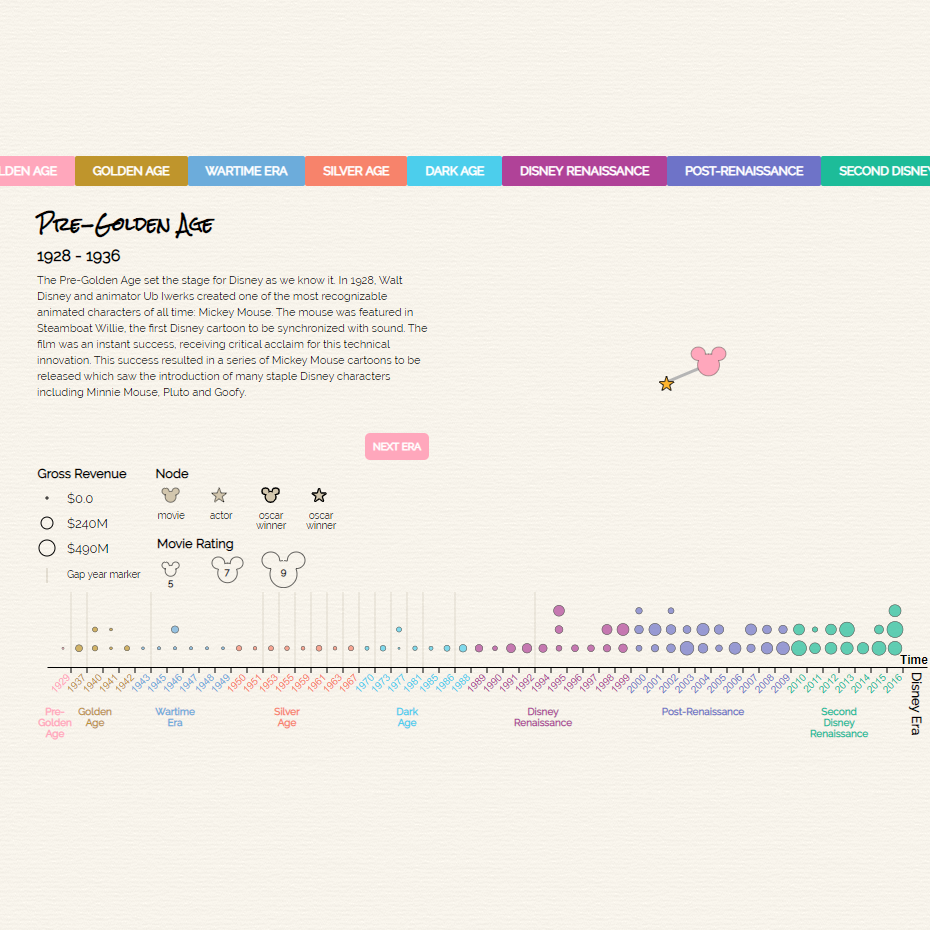 LDEN AGE
GOLDEN AGE
WARTIME ERA
SILVER AGE
DARK AGE
DISNEY RENAISSANCE
POST-RENAISSANCE
SECOND DISNEY
Pre-Golden Age
1928 - 1936
The Pre-Golden Age set the stage for Disney as we know it. In 1928, Walt
Disney and animator Ub Iwerks created one of the most recognizable
animated characters of all time: Mickey Mouse. The mouse was featured in
Steamboat Willie, the first Disney cartoon to be synchronized with sound. The
film was an instant success, receiving critical acclaim for this technical
innovation. This success resulted in a series of Mickey Mouse cartoons to be
released which saw the introduction of many staple Disney characters
including Minnie Mouse, Pluto and Goofy.
NEXT ERA
Gross Revenue
$0.0
$240M
$490M
Gap year marker
Node
movie
actor
oscar
winner
oscar
winner
Movie Rating
5
7
9
Time
1929
1937
1940
1941
1942
1943
1945
1946
1947
1948
1949
1950
1951
1953
1955
1959
1961
1963
1967
1970
1973
1977
1981
1985
1986
1988
1989
1990
1991
1992
1994
1995
1996
1997
1998
1999
2000
2001
2002
2003
2004
2005
2006
2007
2008
2009
2010
2011
2012
2013
2014
2015
2016
Pre-
Golden
Age
Golden
Age
Wartime
Era
Silver
Age
Dark
Age
Disney
Renaissance
Post-Renaissance
Second
Disney
Renaissance
Disney Era